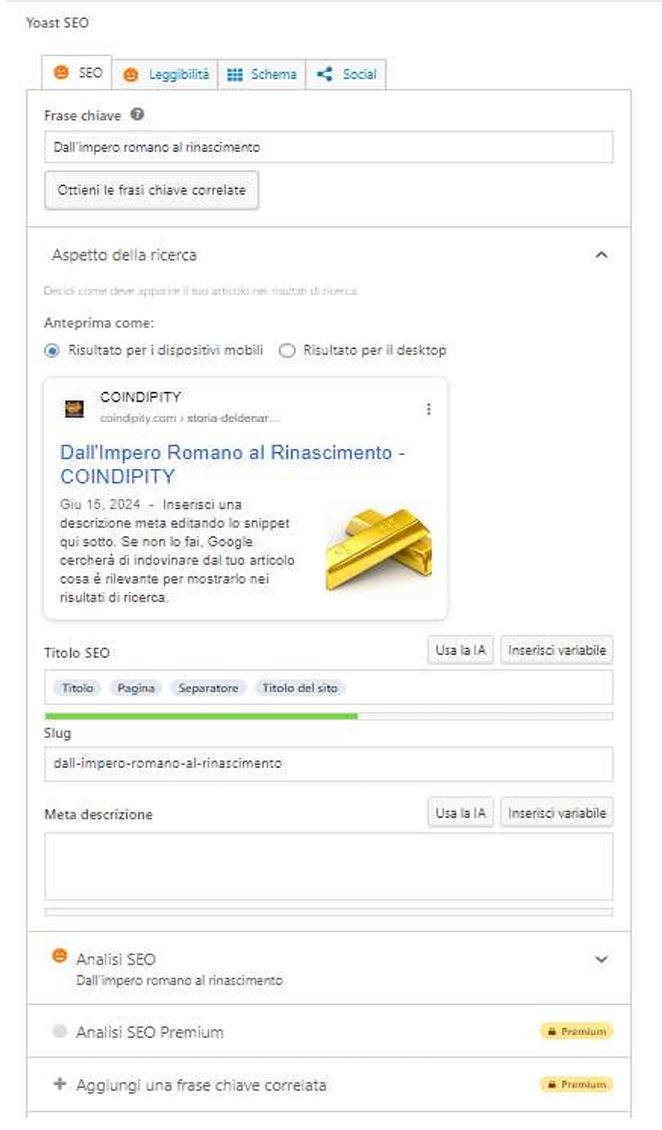 Yoast SEO
SEO
Leggibilità
Schema
Social
Frase chiave
Dall'impero romano al rinascimento
Ottieni le frasi chiave correlate
Aspetto della ricerca
Decidi come deve apparire il tuo articolo nei risultati di ricerca.
Anteprima come:
Risultato per i dispositivi mobili Risultato per il desktop
COINDIPITY
coindipity.com › storia-deldenar...
Dall'Impero Romano al Rinascimento -
COINDIPITY
Giu 15, 2024 - Inserisci una
descrizione meta editando lo snippet
qui sotto. Se non lo fai, Google
cercherà di indovinare dal tuo articolo
cosa è rilevante per mostrarlo nei
risultati di ricerca.
Titolo SEO
Usa la IA
Inserisci variabile
Titolo Pagina Separatore Titolo del sito
Slug
dall-impero-romano-al-rinascimento
Meta descrizione
Usa la IA
Inserisci variabile
Analisi SEO
Dall'impero romano al rinascimento
Analisi SEO Premium
Premium
Aggiungi una frase chiave correlata
Premium